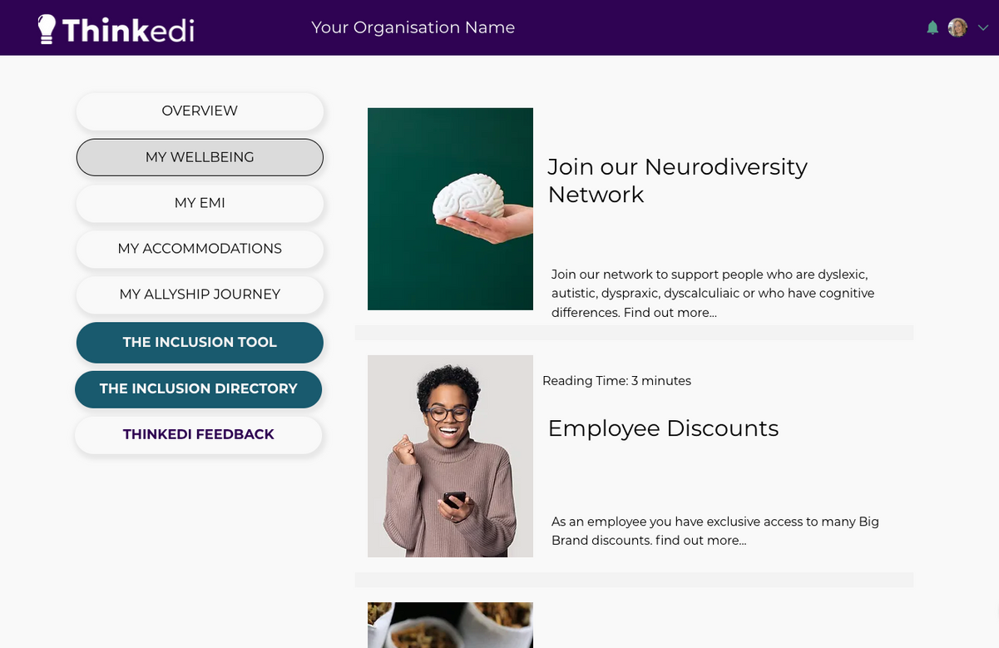 Thinkedi
Your Organisation Name
OVERVIEW
MY WELLBEING
MY EMI
MY ACCOMMODATIONS
MY ALLYSHIP JOURNEY
THE INCLUSION TOOL
THE INCLUSION DIRECTORY
THINKEDI FEEDBACK
Join our Neurodiversity
Network
Join our network to support people who are dyslexic,
autistic, dyspraxic, dyscalculiaic or who have cognitive
differences. Find out more...
Reading Time: 3 minutes
Employee Discounts
As an employee you have exclusive access to many Big
Brand discounts. find out more...